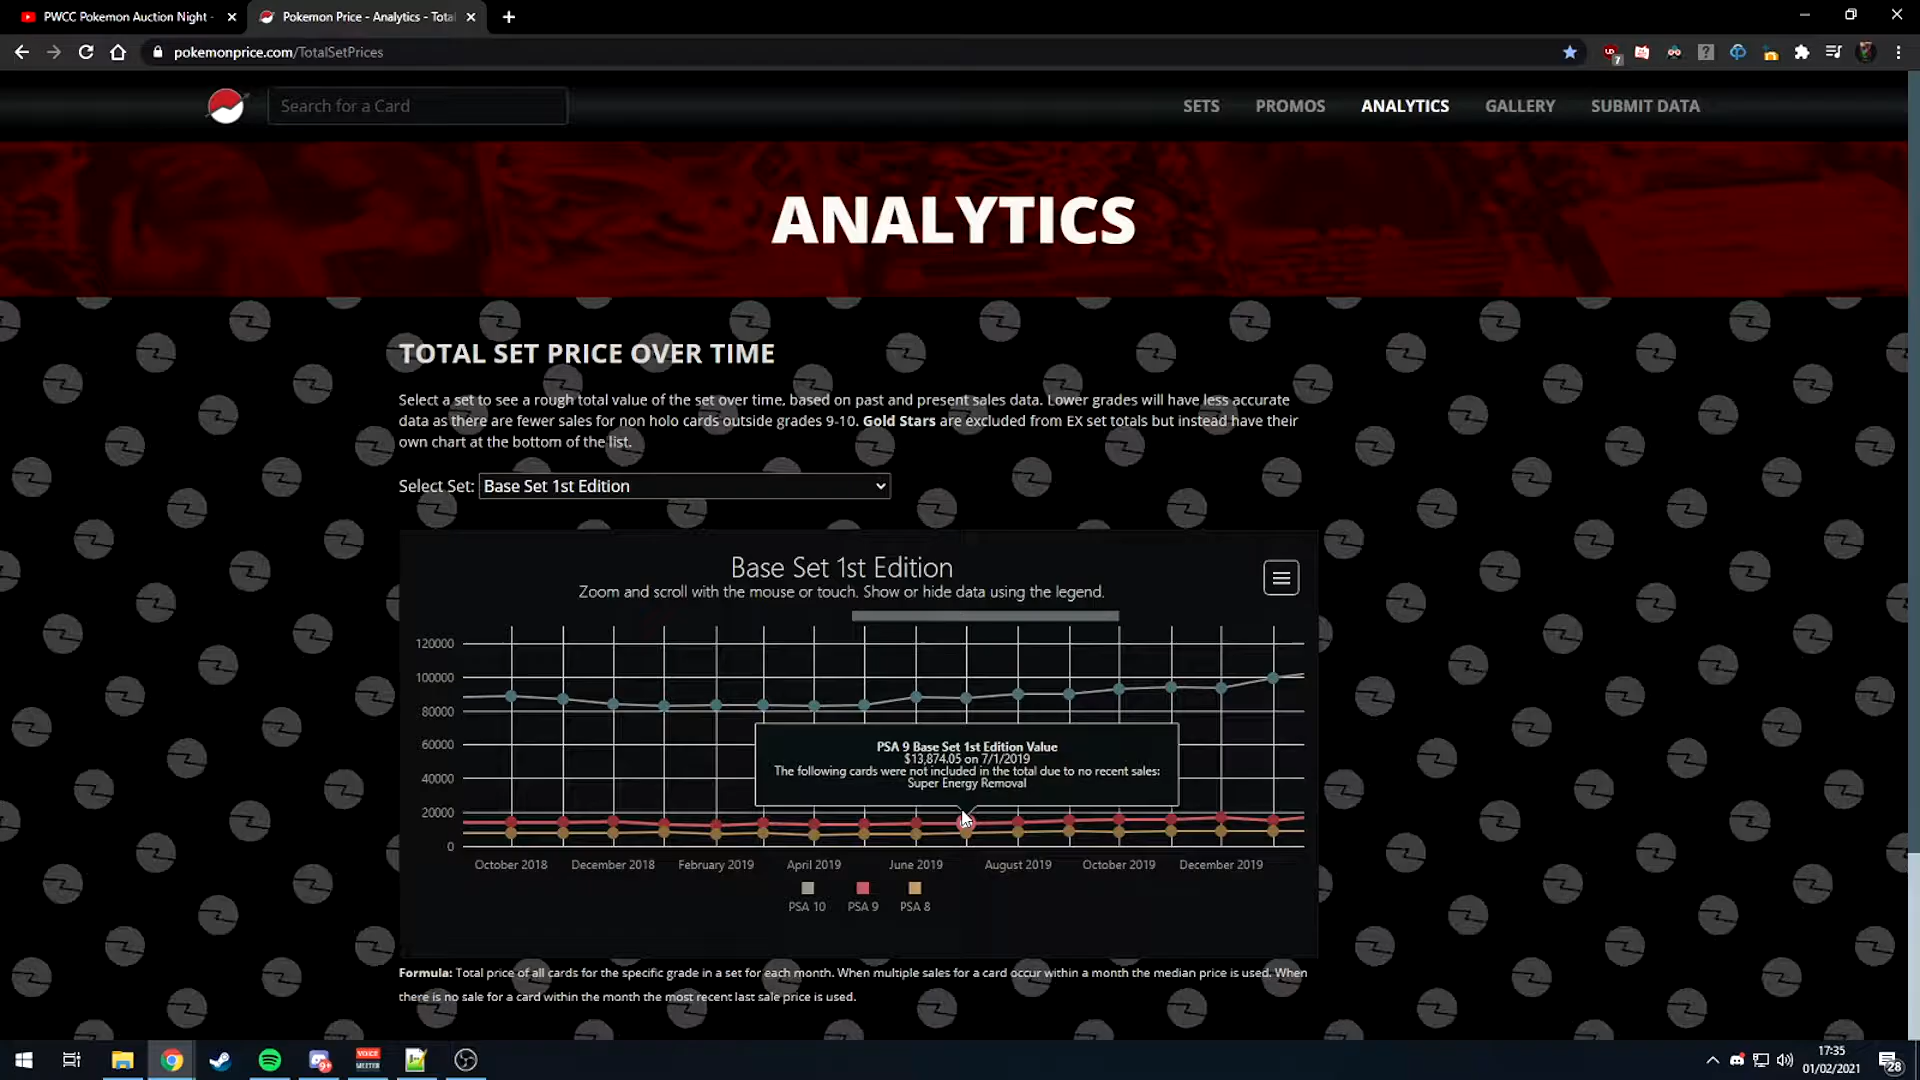 PWCC Pokemon Auction Night -
Pokemon Price - Analytics - Total
pokemonprice.com/TotalSetPrices
7
Search for a Card
SETS
PROMOS
ANALYTICS
GALLERY
SUBMIT DATA
ANALYTICS
TOTAL SET PRICE OVER TIME
Select a set to see a rough total value of the set over time, based on past and present sales data. Lower grades will have less accurate
data as there are fewer sales for non holo cards outside grades 9-10. Gold Stars are excluded from EX set totals but instead have their
own chart at the bottom of the list.
Select Set: Base Set 1st Edition
Base Set 1st Edition
Zoom and scroll with the mouse or touch. Show or hide data using the legend.
120000
100000
80000
60000
40000
20000
0
PSA 9 Base Set 1st Edition Value
$13,874.05 on 7/1/2019
The following cards were not included in the total due to no recent sales:
Super Energy Removal
October 2018
December 2018
February 2019
April 2019
June 2019
August 2019
October 2019
December 2019
PSA 10
PSA 9
PSA 8
Formula: Total price of all cards for the specific grade in a set for each month. When multiple sales for a card occur within a month the median price is used. When
there is no sale for a card within the month the most recent last sale price is used.
17:35
01/02/2021
28